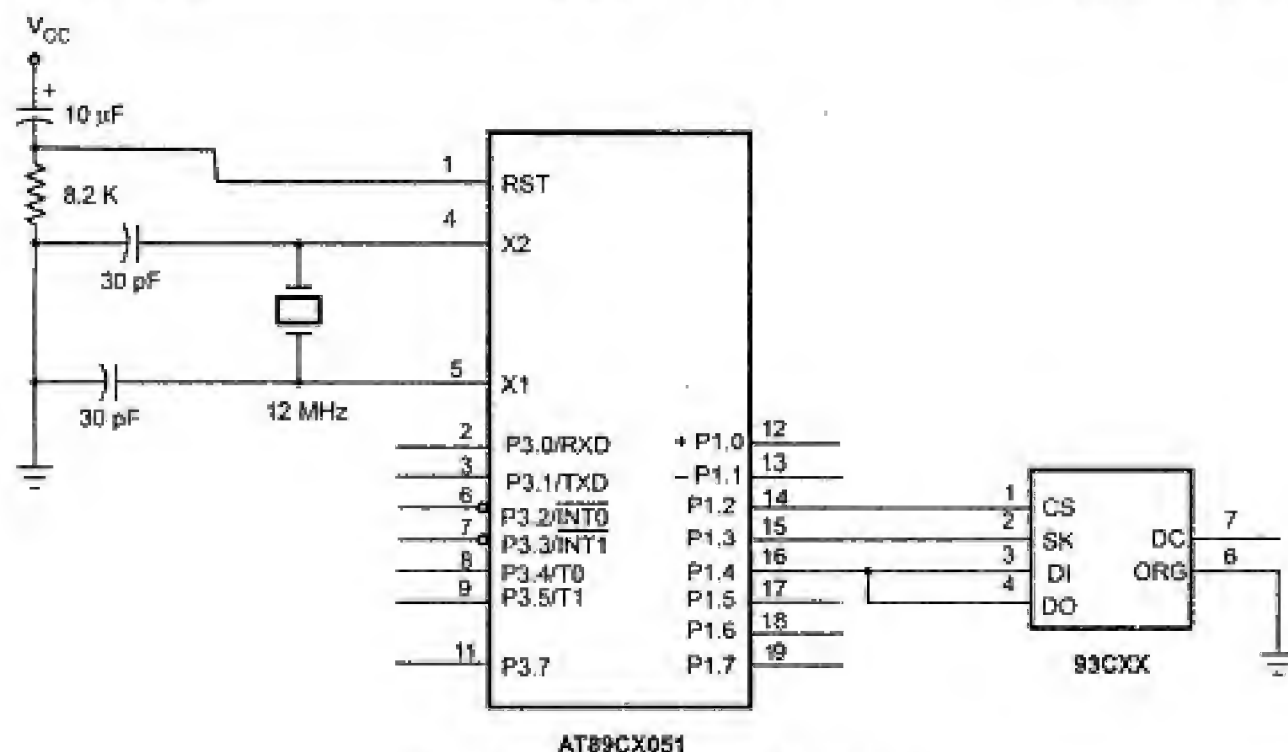 VCC
+
10 µF
8.2 K
30 pF
30 pF
12 MHz
1
RST
4
X2
5
X1
2
P3.0/RXD
3
P3.1/TXD
6
P3.2/INT0
7
P3.3/INT1
8
P3.4/T0
9
P3.5/T1
11
P3.7
+ P1.0
12
– P1.1
13
P1.2
14
P1.3
15
P1.4
16
P1.5
17
P1.6
18
P1.7
19
AT89CX051
1
CS
2
SK
3
DI
4
DO
DC
7
ORG
6
93CXX